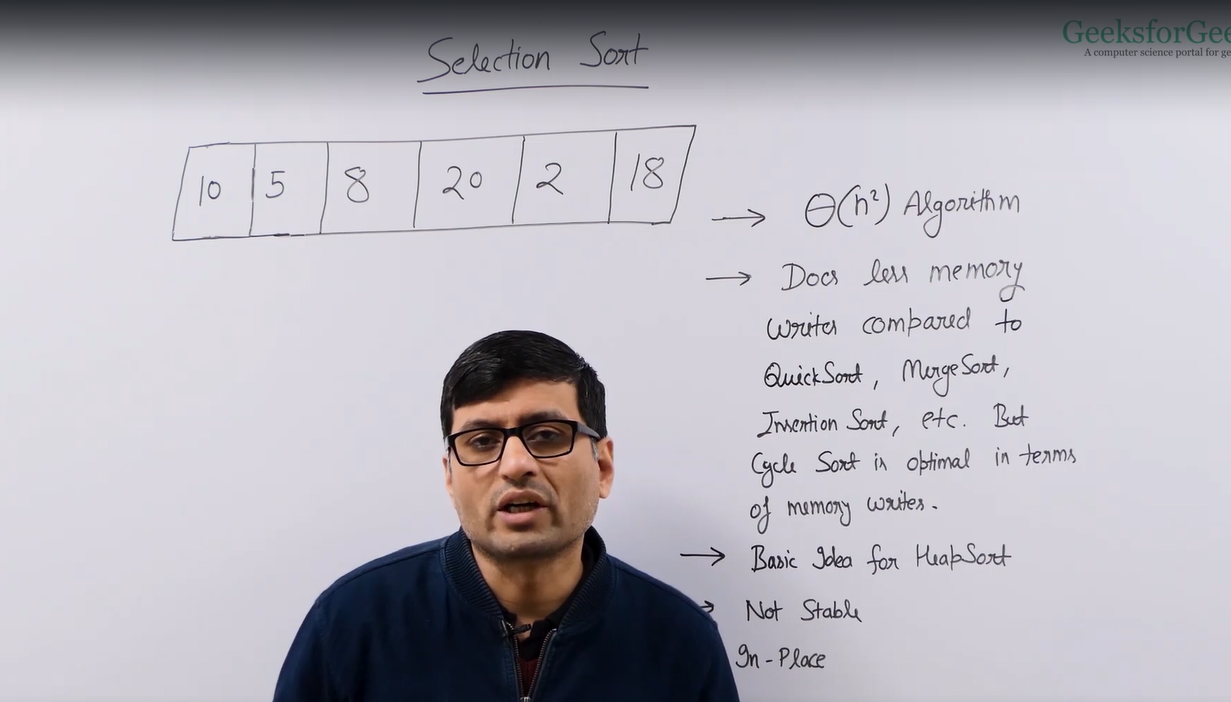 GeeksforGee
A computer science portal for ge
Selection Sort
10 5 8 20 2 18
→ Θ(n²) Algorithm
→ Does less memory
writes compared to
QuickSort, MergeSort,
Insertion Sort, etc. But
Cycle Sort is optimal in terms
of memory writes.
→ Basic Idea for HeapSort
→ Not Stable
In-Place